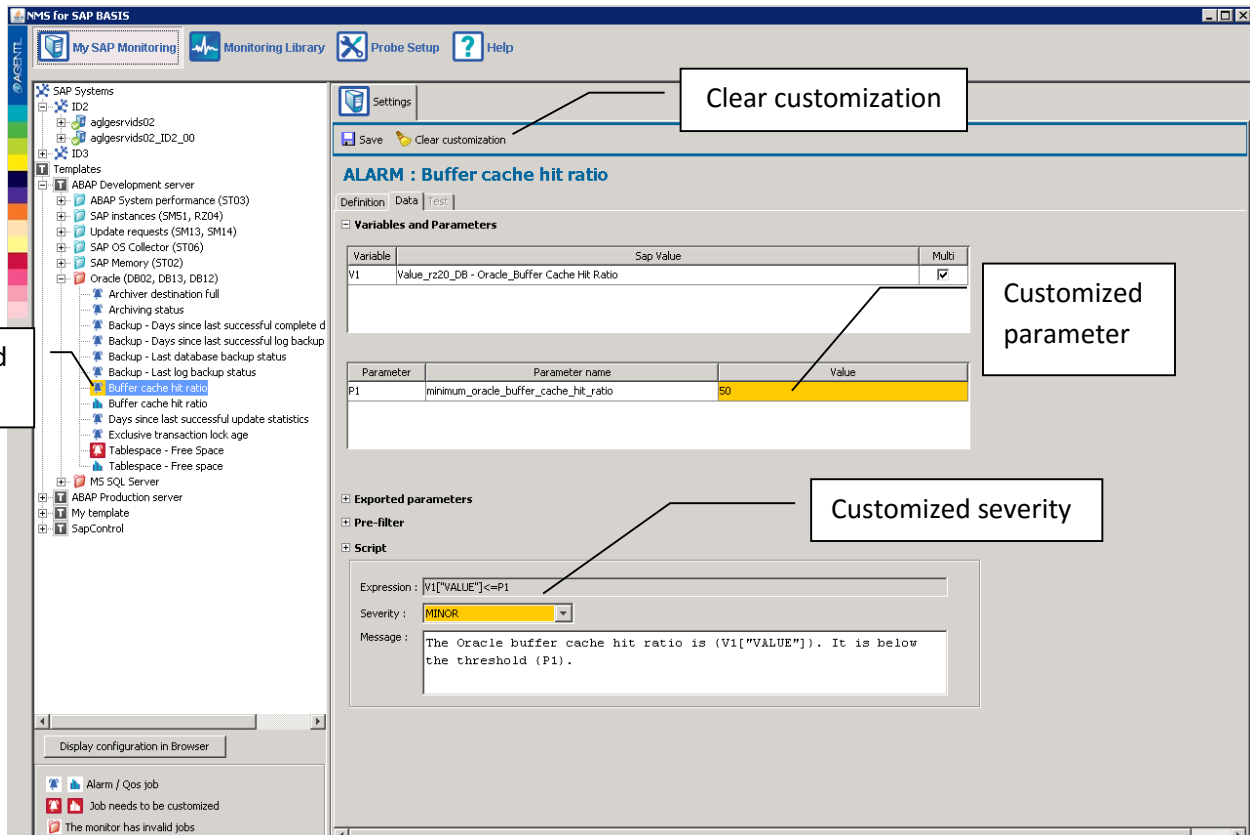 NMS for SAP BASIS
AGENTIL
My SAP Monitoring
Monitoring Library
Probe Setup
Help
SAP Systems
ID2
aglgesrvids02
aglgesrvids02_ID2_00
ID3
Templates
ABAP Development server
ABAP System performance (ST03)
SAP instances (SM51, RZ04)
Update requests (SM13, SM14)
SAP OS Collector (ST06)
SAP Memory (ST02)
Oracle (DB02, DB13, DB12)
Archiver destination full
Archiving status
Backup - Days since last successful complete d
Backup - Days since last successful log backup
Backup - Last database backup status
Backup - Last log backup status
Buffer cache hit ratio
Buffer cache hit ratio
Days since last successful update statistics
Exclusive transaction lock age
Tablespace - Free Space
Tablespace - Free space
MS SQL Server
ABAP Production server
My template
SapControl
d
Display configuration in Browser
Alarm / Qos job
Job needs to be customized
The monitor has invalid jobs
Settings
Clear customization
Save
Clear customization
ALARM : Buffer cache hit ratio
Definition Data Test
Variables and Parameters
Variable Sap Value Multi
V1 Value_rz20_DB - Oracle_Buffer Cache Hit Ratio
Customized
parameter
Parameter Parameter name Value
P1 minimum_oracle_buffer_cache_hit_ratio 50
Exported parameters
Pre-filter
Script
Customized severity
Expression : V1["VALUE"]<=P1
Severity : MINOR
Message : The Oracle buffer cache hit ratio is {V1["VALUE"]}. It is below
the threshold {P1}.